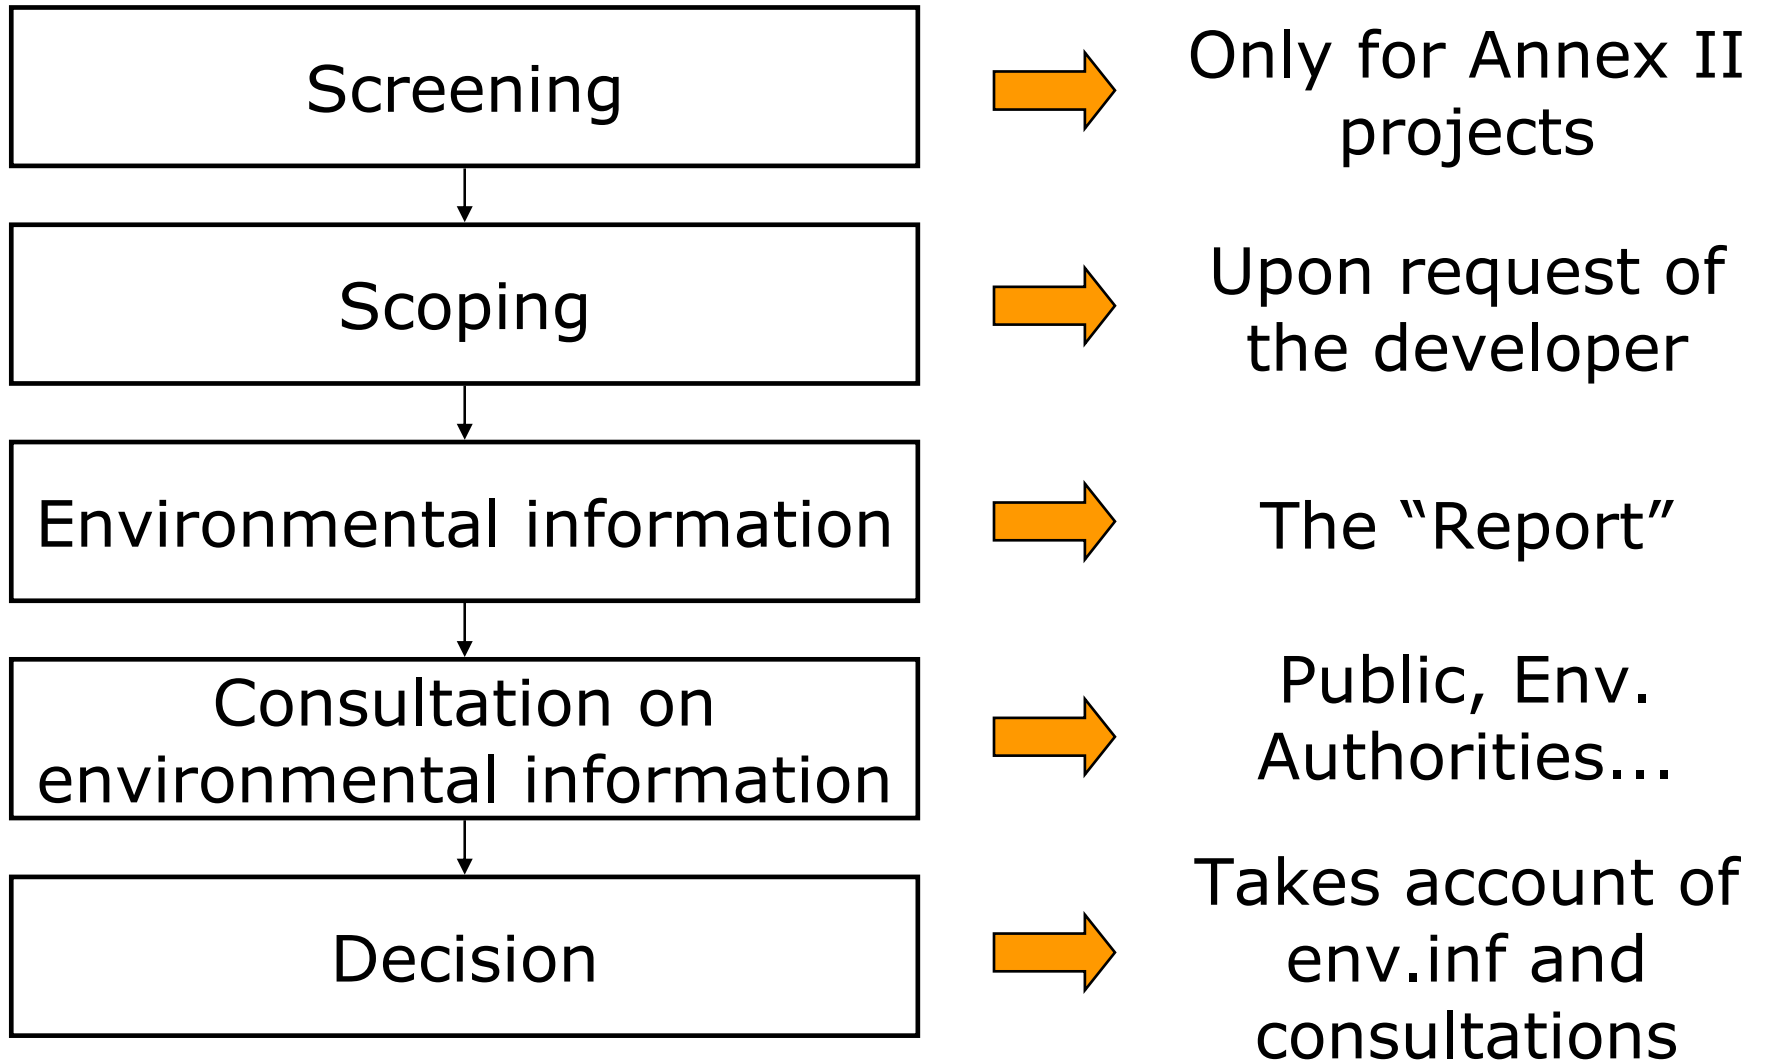 Screening
Only for Annex II
projects
Scoping
Upon request of
the developer
Environmental information
The “Report”
Consultation on
environmental information
Public, Env.
Authorities…
Decision
Takes account of
env.inf and
consultations